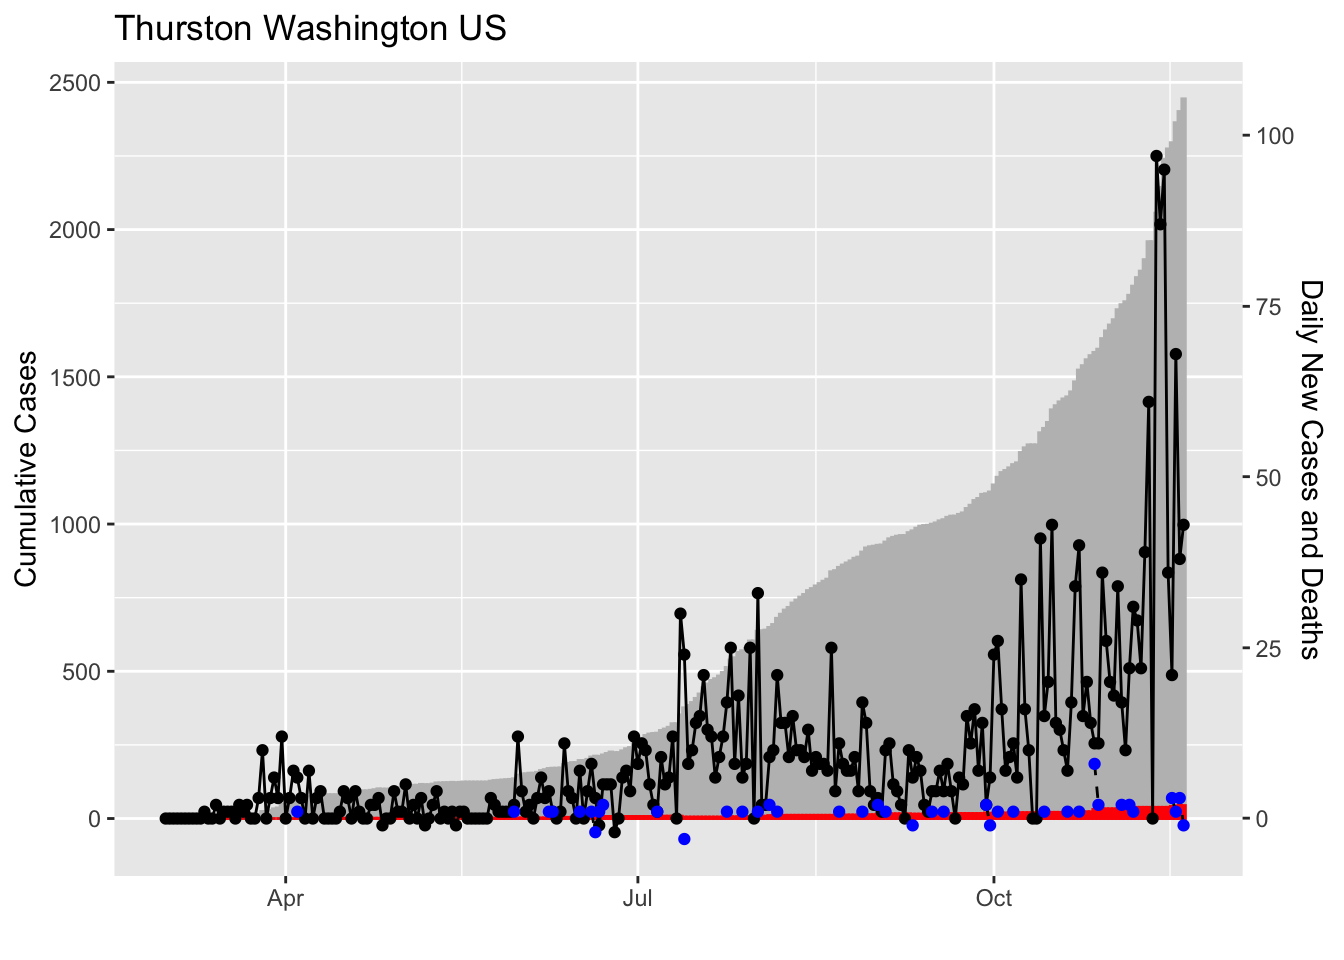 Thurston Washington US
Cumulative Cases
2500
2000
1500
1000
500
0
100
75
50
25
0
Daily New Cases and Deaths
Apr
Jul
Oct